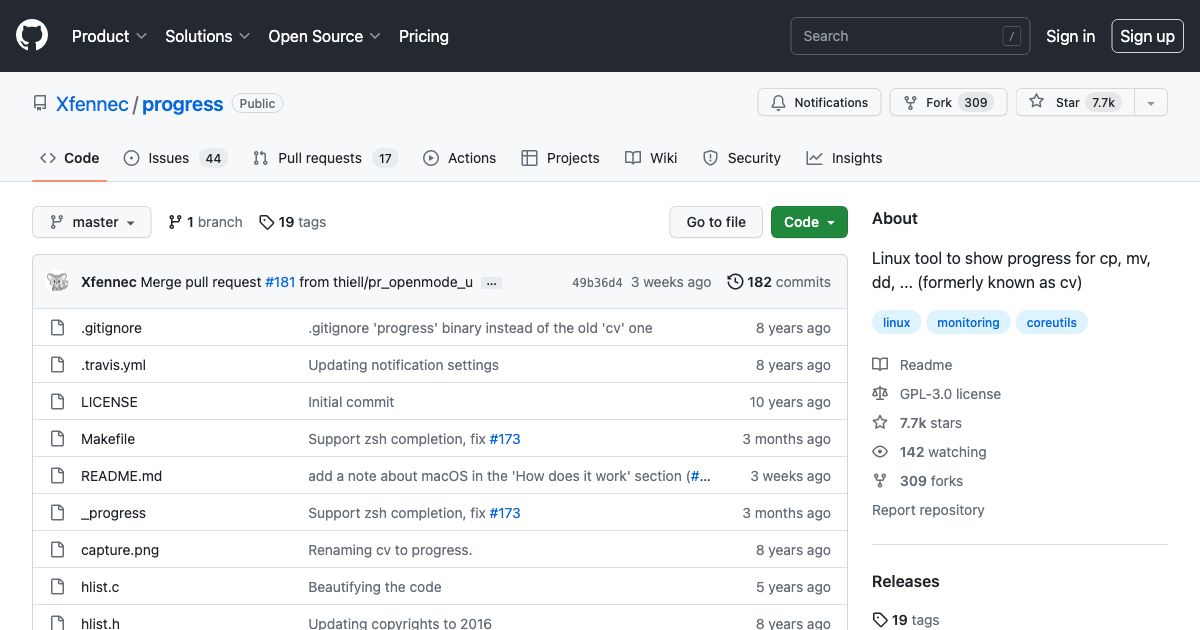 Product Solutions Open Source Pricing Search / Sign in Sign up
Xfennec / progress Public Notifications Fork 309 Star 7.7k
Code Issues 44 Pull requests 17 Actions Projects Wiki Security Insights
master 1 branch 19 tags Go to file Code
Xfennec Merge pull request #181 from thiell/pr_openmode_u ... 49b36d4 3 weeks ago 182 commits
.gitignore .gitignore 'progress' binary instead of the old 'cv' one 8 years ago
.travis.yml Updating notification settings 8 years ago
LICENSE Initial commit 10 years ago
Makefile Support zsh completion, fix #173 3 months ago
README.md add a note about macOS in the 'How does it work' section (#... 3 weeks ago
_progress Support zsh completion, fix #173 3 months ago
capture.png Renaming cv to progress. 8 years ago
hlist.c Beautifying the code 5 years ago
hlist.h Updating copyrights to 2016 8 years ago
About
Linux tool to show progress for cp, mv,
dd, ... (formerly known as cv)
linux monitoring coreutils
Readme
GPL-3.0 license
7.7k stars
142 watching
309 forks
Report repository
Releases
19 tags